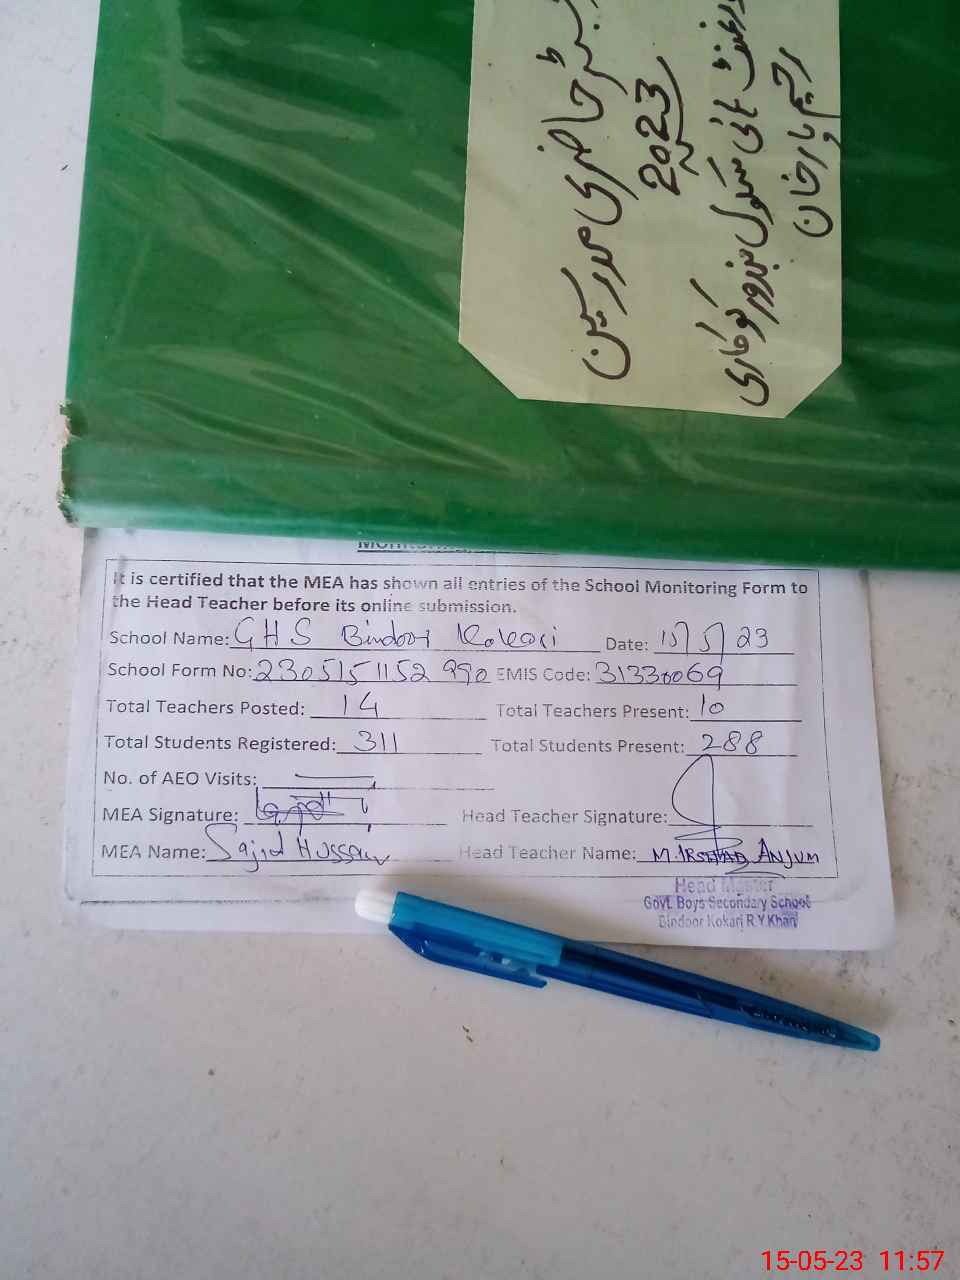 رجسٹر حاضری مدرسین
2023
گورنمنٹ ہائی سکول بندور کوکاری
رحیم یار خان
It is certified that the MEA has shown all entries of the School Monitoring Form to
the Head Teacher before its online submission.
School Name: GHS Bindoor Kokari Date: 15/5/23
School Form No: 2305151152990 EMIS Code: 31330069
Total Teachers Posted: 14 Total Teachers Present: 10
Total Students Registered: 311 Total Students Present: 288
No. of AEO Visits:
MEA Signature: Head Teacher Signature:
MEA Name: Sajid Hussain Head Teacher Name: M. IRSHAD ANJUM
Head Master
Govt. Boys Secondary School
Bindoor Kokari R.Y.Khan
15-05-23 11:57